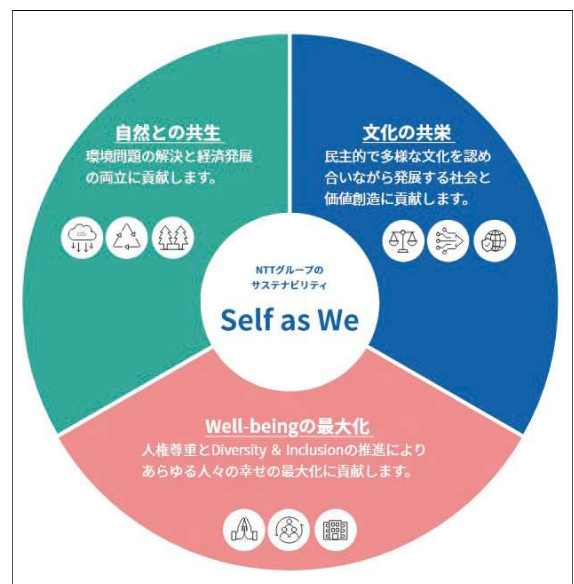 自然との共生
環境問題の解決と経済発展
の両立に貢献します。
CO₂
文化の共栄
民主的で多様な文化を認め
合いながら発展する社会と
価値創造に貢献します。
NTTグループの
サステナビリティ
Self as We
Well-beingの最大化
人権尊重とDiversity & Inclusionの推進により
あらゆる人々の幸せの最大化に貢献します。